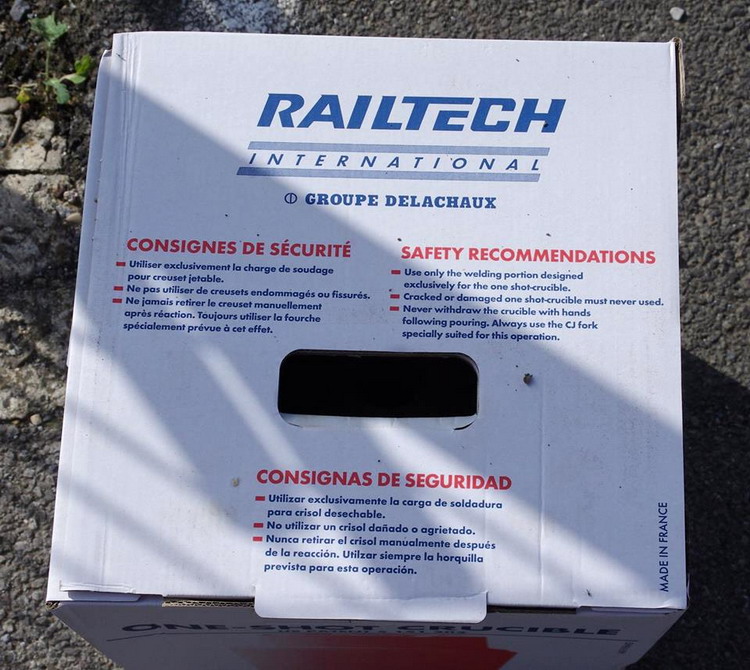 RAILTECH
INTERNATIONAL
GROUPE DELACHAUX
CONSIGNES DE SÉCURITÉ
Utiliser exclusivement la charge de soudage
pour creuset jetable.
Ne pas utiliser de creusets endommagés ou fissurés.
Ne jamais retirer le creuset manuellement
après réaction. Toujours utiliser la fourche
spécialement prévue à cet effet.
SAFETY RECOMMENDATIONS
Use only the welding portion designed
exclusively for the one shot-crucible.
Cracked or damaged one shot-crucible must never used.
Never withdraw the crucible with hands
following pouring. Always use the CJ fork
specially suited for this operation.
CONSIGNAS DE SEGURIDAD
Utilizar exclusivamente la carga de soldadura
para crisol desechable.
No utilizar un crisol dañado o agrietado.
Nunca retirar el crisol manualmente después
de la reacción. Utilzar siempre la horquilla
prevista para esta operación.
MADE IN FRANCE
ONE-SHOT CRUCIBLE